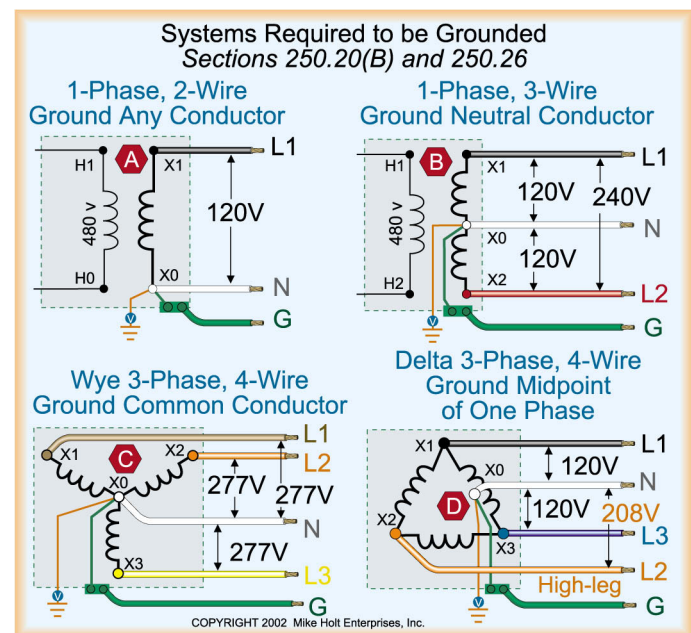 Systems Required to be Grounded
Sections 250.20(B) and 250.26
1-Phase, 2-Wire
Ground Any Conductor
H1
A
X1
L1
480 v
120V
H0
X0
N
V
G
1-Phase, 3-Wire
Ground Neutral Conductor
H1
B
X1
L1
480 v
120V
240V
X0
N
120V
H2
X2
L2
V
G
Wye 3-Phase, 4-Wire
Ground Common Conductor
L1
X1
C
X2
L2
X0
277V
277V
N
277V
X3
L3
V
G
Delta 3-Phase, 4-Wire
Ground Midpoint
of One Phase
X1
L1
X0
120V
N
D
120V
208V
X2
X3
L3
L2
High-leg
V
G
COPYRIGHT 2002 Mike Holt Enterprises, Inc.